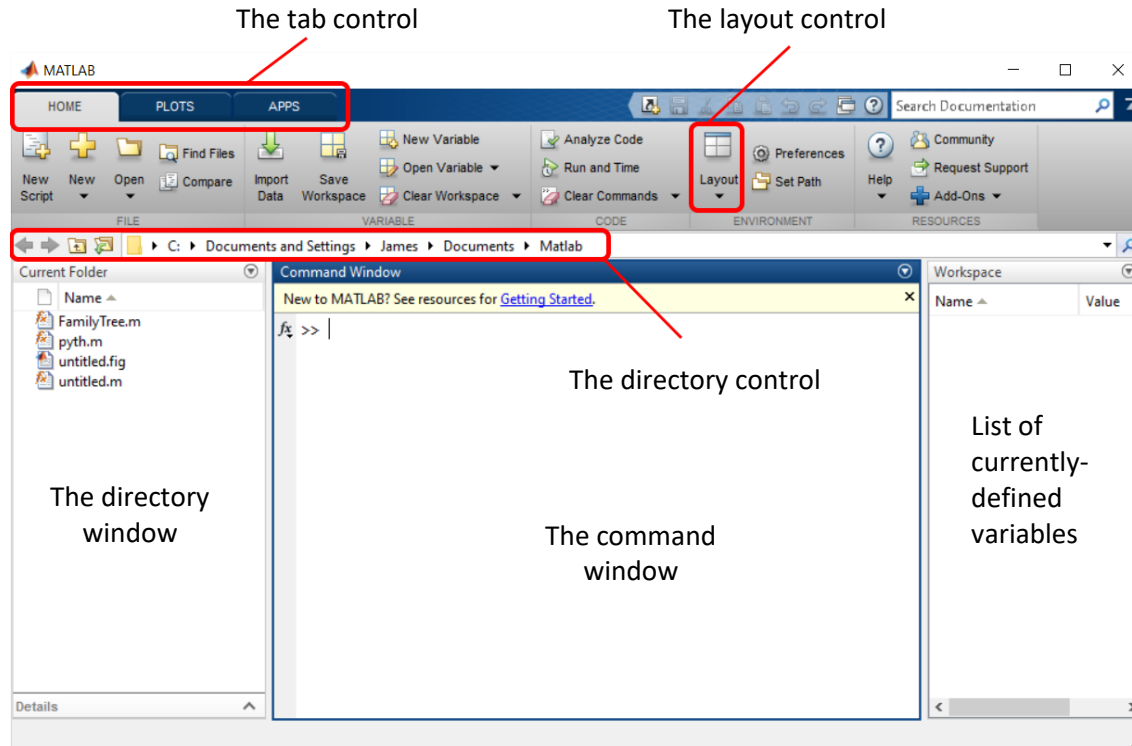 The tab control
The layout control
MATLAB
HOME PLOTS APPS
Search Documentation
New Script
New
Open
Find Files
Compare
FILE
Import Data
Save Workspace
New Variable
Open Variable
Clear Workspace
VARIABLE
Analyze Code
Run and Time
Clear Commands
CODE
Layout
Preferences
Set Path
ENVIRONMENT
?
Help
Community
Request Support
Add-Ons
RESOURCES
C: Documents and Settings James Documents Matlab
Current Folder
Name
FamilyTree.m
pyth.m
untitled.fig
untitled.m
The directory
window
Details
Command Window
New to MATLAB? See resources for Getting Started.
fx >>
The directory control
The command
window
Workspace
Name Value
List of
currently-
defined
variables